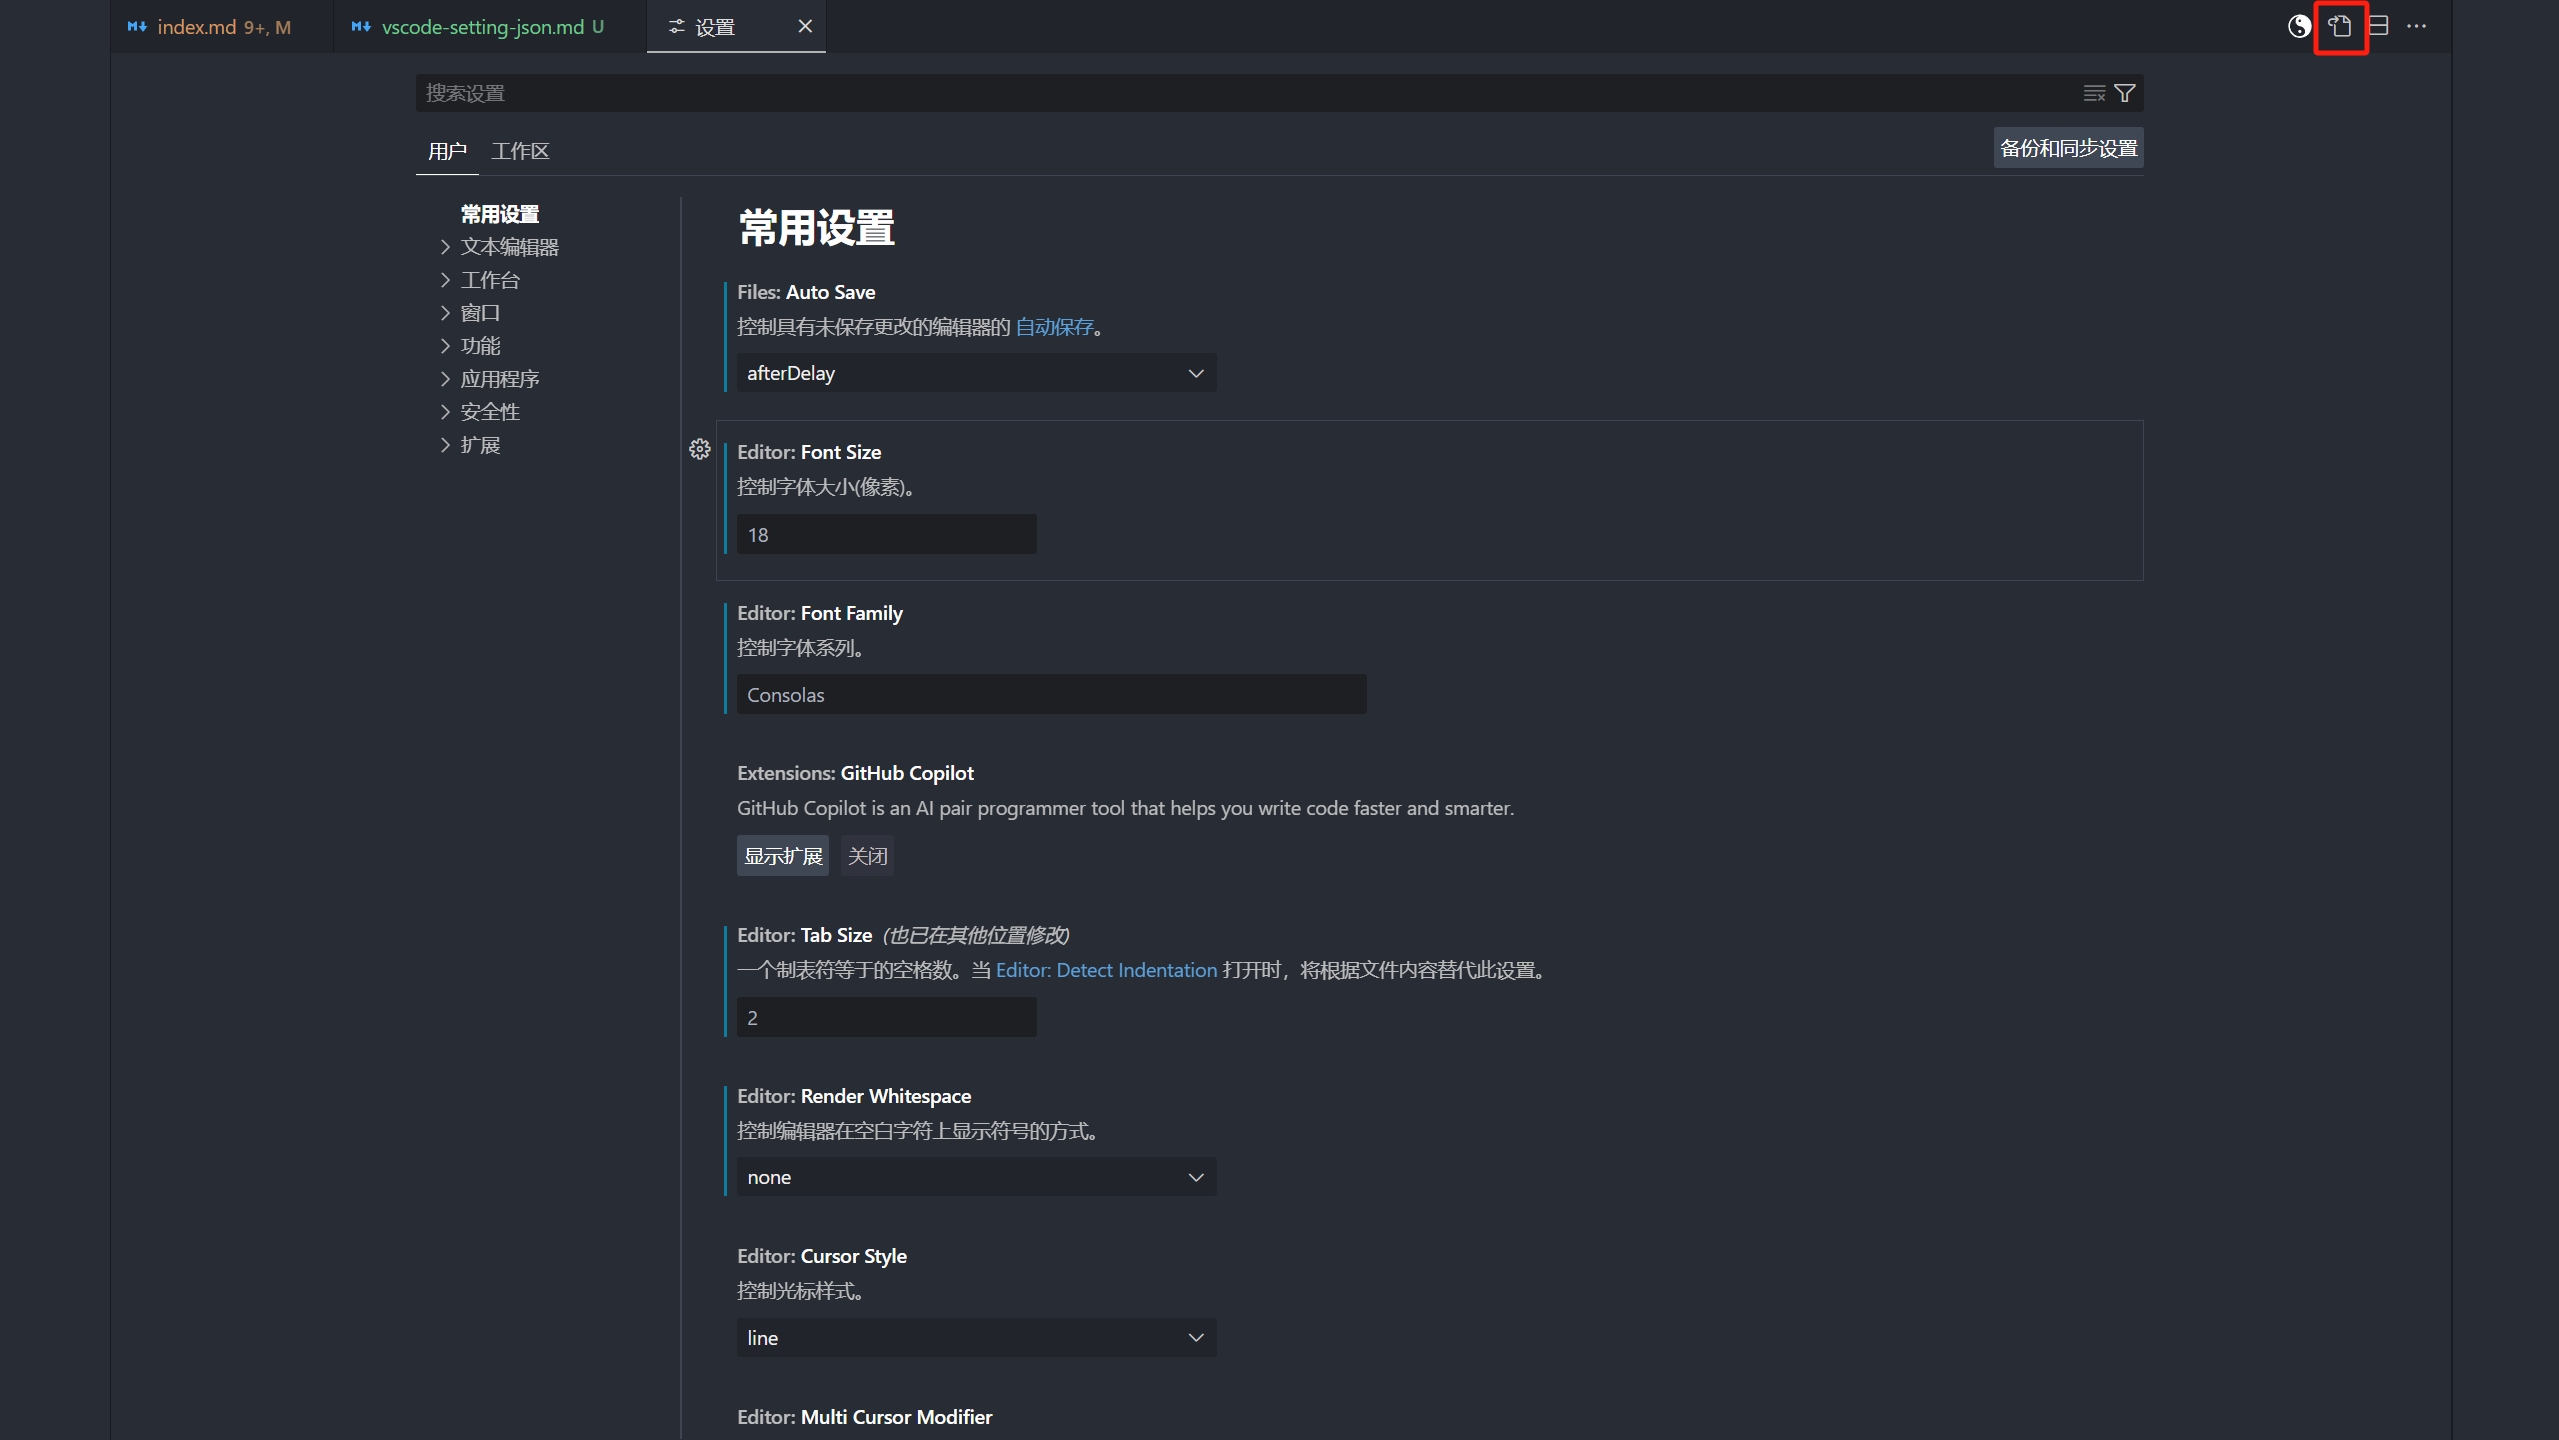 index.md 9+, M
vscode-setting-json.md U
设置
搜索设置
用户 工作区
备份和同步设置
常用设置
文本编辑器
工作台
窗口
功能
应用程序
安全性
扩展
常用设置
Files: Auto Save
控制具有未保存更改的编辑器的 自动保存。
afterDelay
Editor: Font Size
控制字体大小(像素)。
18
Editor: Font Family
控制字体系列。
Consolas
Extensions: GitHub Copilot
GitHub Copilot is an AI pair programmer tool that helps you write code faster and smarter.
显示扩展 关闭
Editor: Tab Size (也已在其他位置修改)
一个制表符等于的空格数。当 Editor: Detect Indentation 打开时，将根据文件内容替代此设置。
2
Editor: Render Whitespace
控制编辑器在空白字符上显示符号的方式。
none
Editor: Cursor Style
控制光标样式。
line
Editor: Multi Cursor Modifier